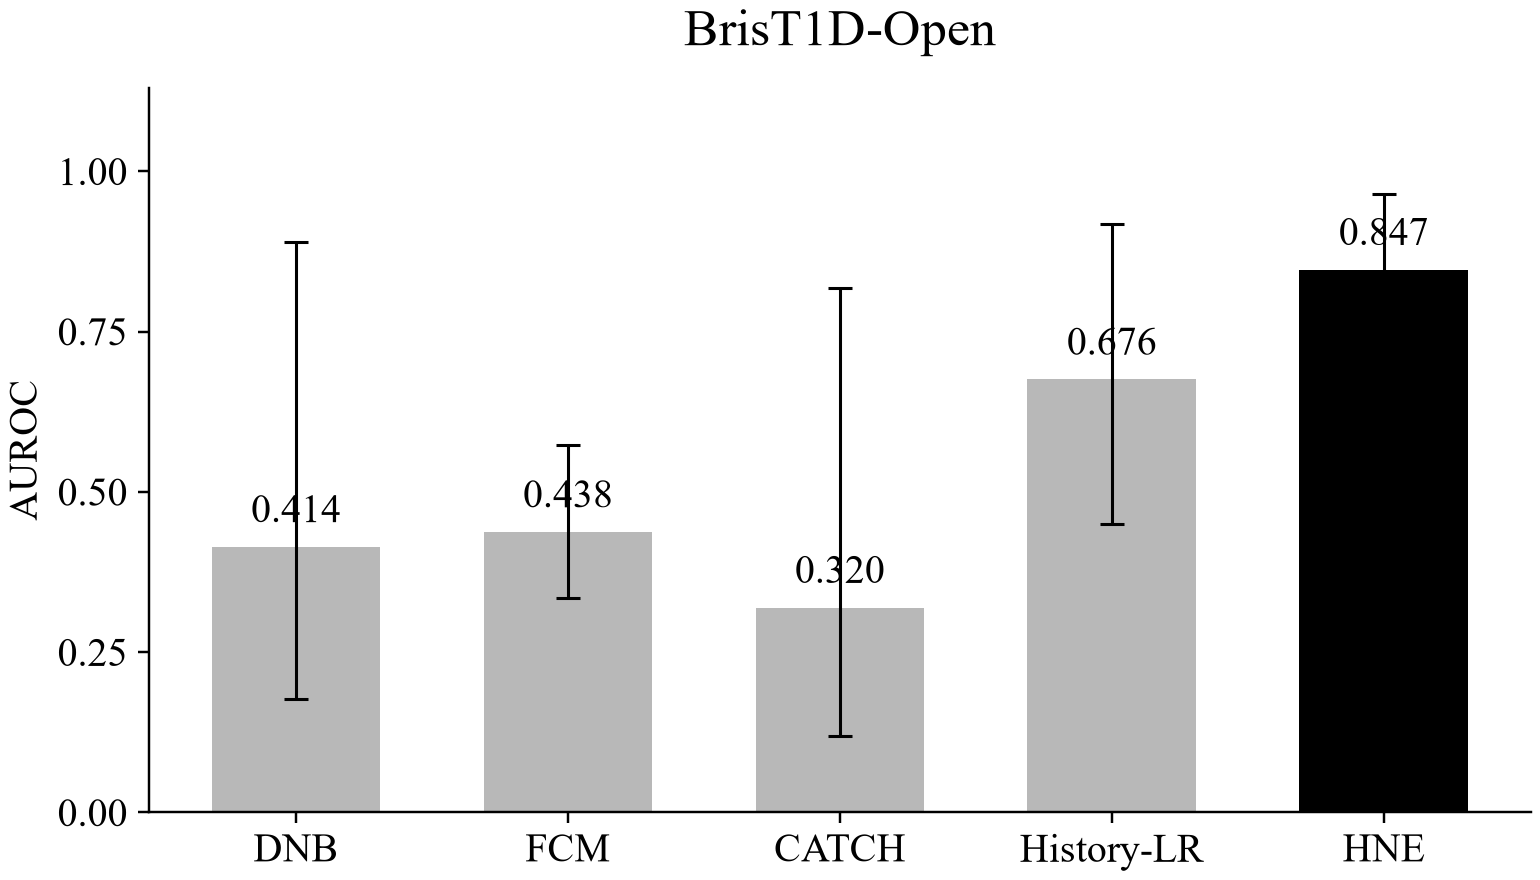 BrisT1D-Open
AUROC
1.00
0.75
0.50
0.25
0.00
0.414
0.438
0.320
0.676
0.847
DNB
FCM
CATCH
History-LR
HNE